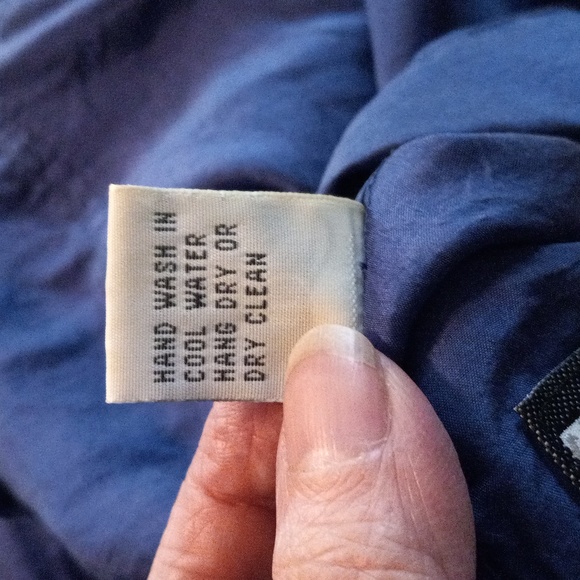 HAND WASH IN
COOL WATER
HANG DRY OR
DRY CLEAN